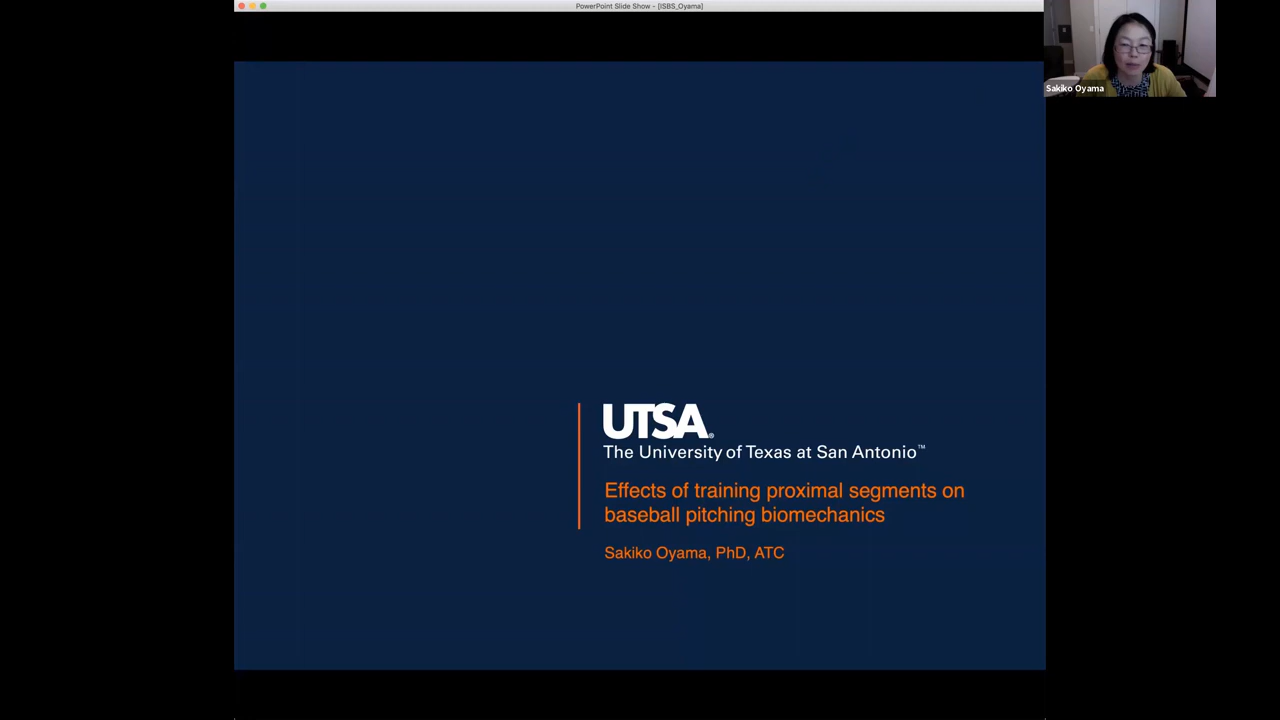 PowerPoint Slide Show - [ISBS_Oyama]
Sakiko Oyama
UTSA®
The University of Texas at San Antonio™
Effects of training proximal segments on
baseball pitching biomechanics
Sakiko Oyama, PhD, ATC